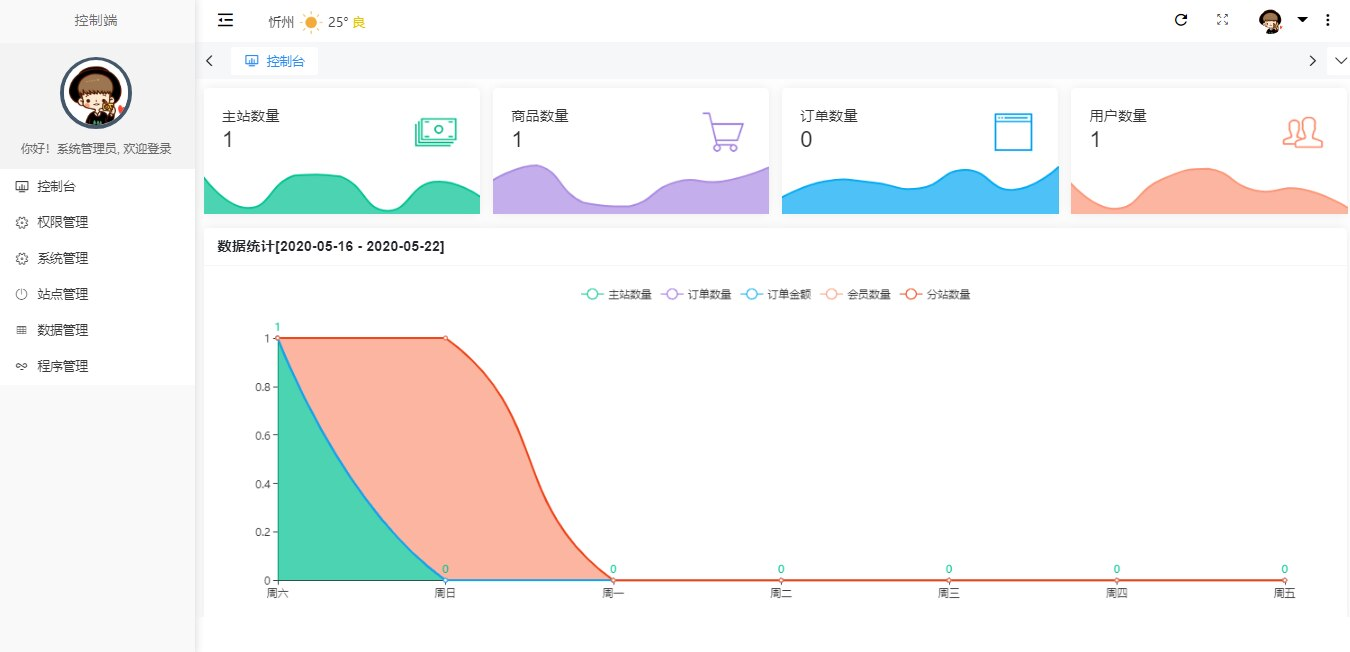 控制端
你好！系统管理员, 欢迎登录
控制台
权限管理
系统管理
站点管理
数据管理
程序管理
忻州 25° 良
控制台
主站数量
1
商品数量
1
订单数量
0
用户数量
1
数据统计[2020-05-16 - 2020-05-22]
主站数量 订单数量 订单金额 会员数量 分站数量
1
1
0.8
0.6
0.4
0.2
0
0 0 0 0 0 0
周六 周日 周一 周二 周三 周四 周五